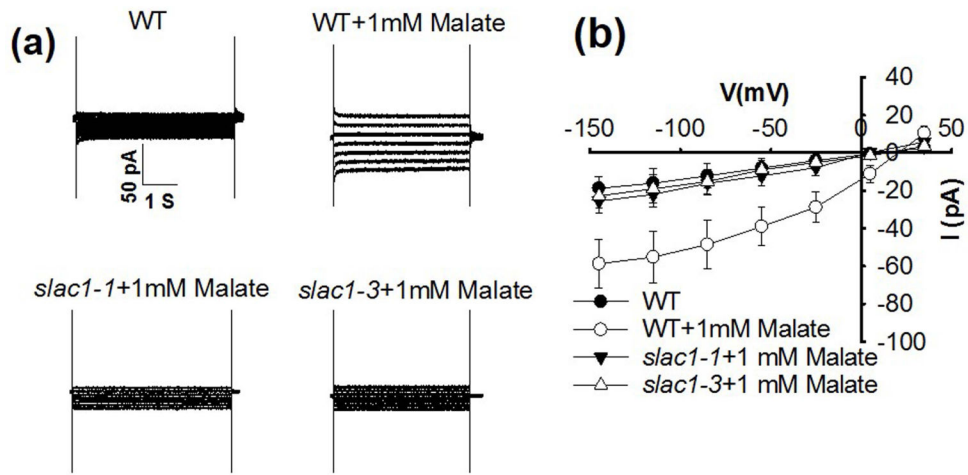 (a)
WT
WT+1mM Malate
50 pA
1 S
slac1-1+1mM Malate
slac1-3+1mM Malate
(b)
V(mV)
-150
-100
-50
0
50
40
20
0
-20
-40
-60
-80
-100
I (pA)
WT
WT+1mM Malate
slac1-1+1 mM Malate
slac1-3+1 mM Malate